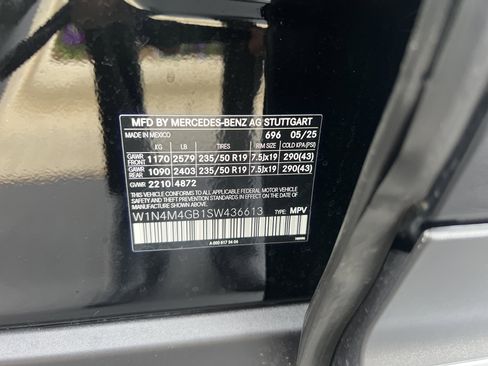 MFD BY MERCEDES-BENZ AG STUTTGART
MADE IN MEXICO 696 05/25
KG LB TIRES RIM SIZE COLD KPA (PSI)
GAWR FRONT 1170 2579 235/50 R19 7.5Jx19 290(43)
GAWR REAR 1090 2403 235/50 R19 7.5Jx19 290(43)
GVWR 2210 4872
THIS VEHICLE CONFORMS TO ALL APPLICABLE FEDERAL MOTOR VEHICLE
SAFETY STANDARDS IN EFFECT ON THE DATE OF MANUFACTURE SHOWN ABOVE.
W1N4M4GB1SW436613 TYPE: MPV